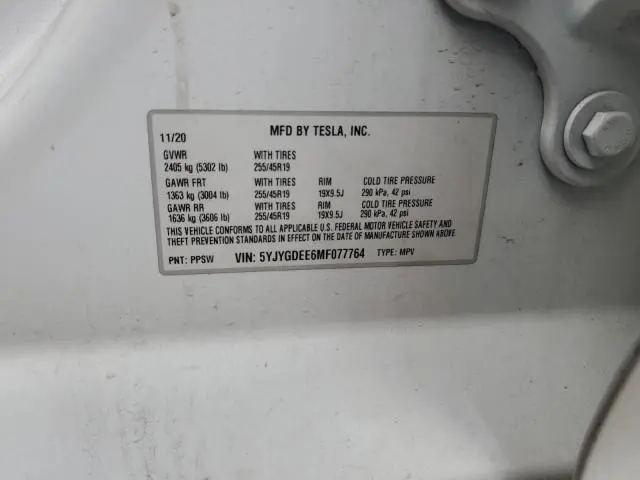 11/20 MFD BY TESLA, INC.
GVWR WITH TIRES
2405 kg (5302 lb) 255/45R19
GAWR FRT WITH TIRES RIM COLD TIRE PRESSURE
1363 kg (3004 lb) 255/45R19 19X9.5J 290 kPa, 42 psi
GAWR RR WITH TIRES RIM COLD TIRE PRESSURE
1636 kg (3606 lb) 255/45R19 19X9.5J 290 kPa, 42 psi
THIS VEHICLE CONFORMS TO ALL APPLICABLE U.S. FEDERAL MOTOR VEHICLE SAFETY AND
THEFT PREVENTION STANDARDS IN EFFECT ON THE DATE OF MANUFACTURE SHOWN ABOVE
PNT: PPSW VIN: 5YJYGDEE6MF077764 TYPE: MPV